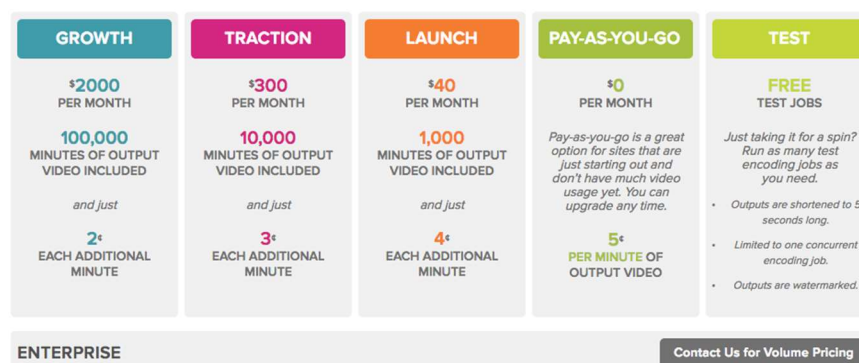 GROWTH
$2000
PER MONTH
100,000
MINUTES OF OUTPUT
VIDEO INCLUDED
and just
2¢
EACH ADDITIONAL
MINUTE
TRACTION
$300
PER MONTH
10,000
MINUTES OF OUTPUT
VIDEO INCLUDED
and just
3¢
EACH ADDITIONAL
MINUTE
LAUNCH
$40
PER MONTH
1,000
MINUTES OF OUTPUT
VIDEO INCLUDED
and just
4¢
EACH ADDITIONAL
MINUTE
PAY-AS-YOU-GO
$0
PER MONTH
Pay-as-you-go is a great
option for sites that are
just starting out and
don't have much video
usage yet. You can
upgrade any time.
5¢
PER MINUTE OF
OUTPUT VIDEO
TEST
FREE
TEST JOBS
Just taking it for a spin?
Run as many test
encoding jobs as
you need.
• Outputs are shortened to 5
seconds long.
• Limited to one concurrent
encoding job.
• Outputs are watermarked.
ENTERPRISE
Contact Us for Volume Pricing